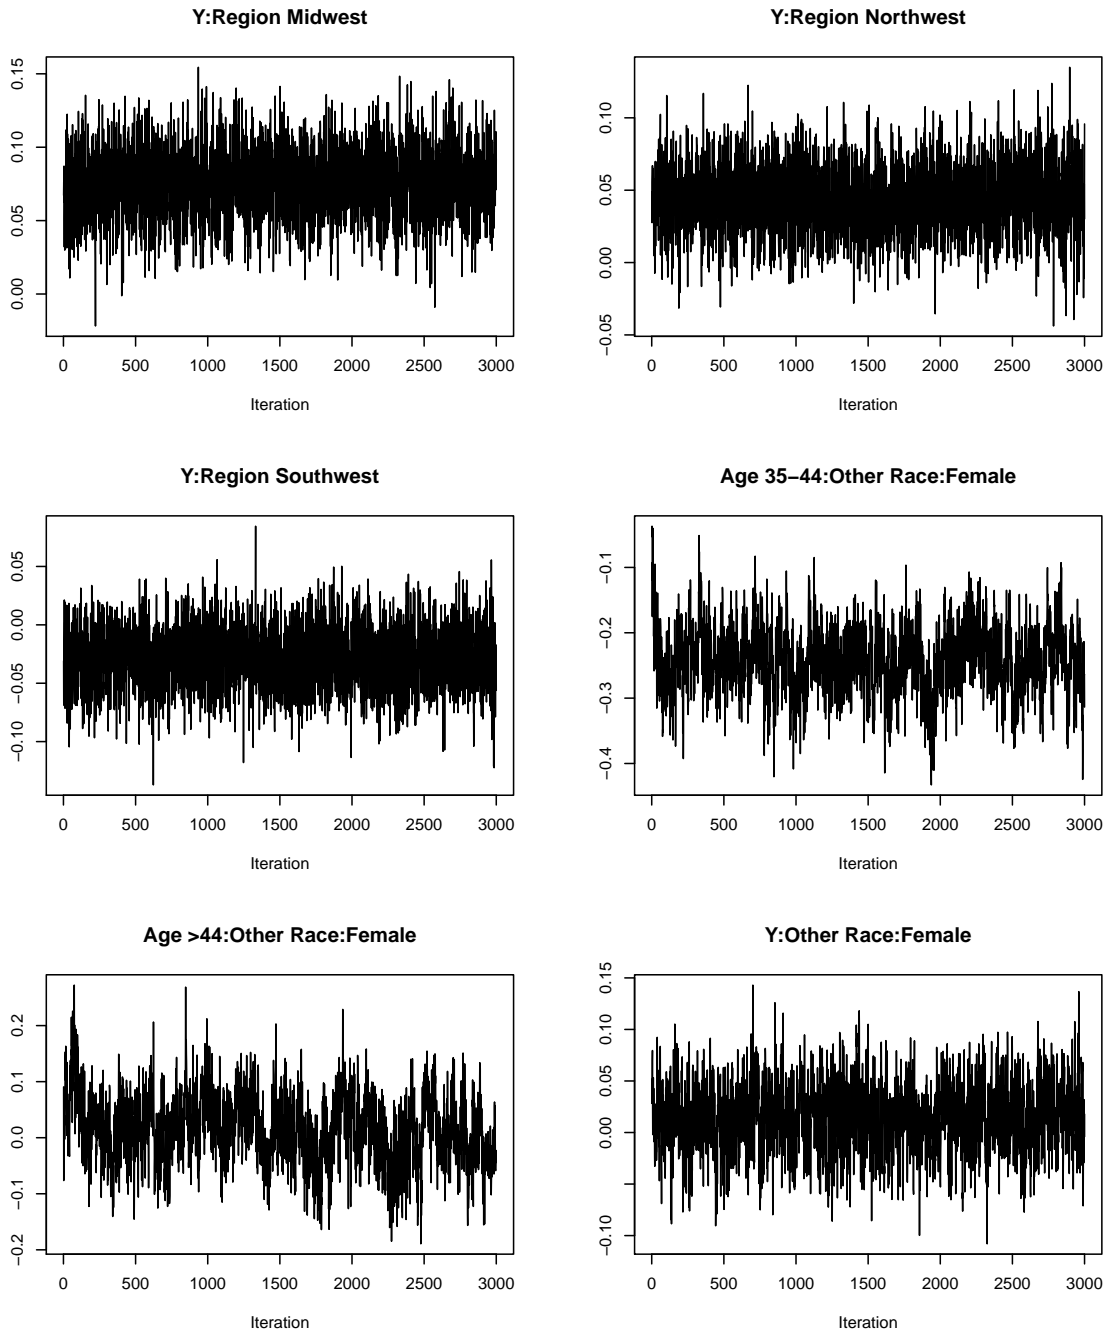 Y:Region Midwest
0.15
0.10
0.05
0.00
0 500 1000 1500 2000 2500 3000
Iteration
Y:Region Northwest
0.10
0.05
0.00
−0.05
0 500 1000 1500 2000 2500 3000
Iteration
Y:Region Southwest
0.05
0.00
−0.05
−0.10
0 500 1000 1500 2000 2500 3000
Iteration
Age 35−44:Other Race:Female
−0.1
−0.2
−0.3
−0.4
0 500 1000 1500 2000 2500 3000
Iteration
Age >44:Other Race:Female
0.2
0.1
0.0
−0.1
−0.2
0 500 1000 1500 2000 2500 3000
Iteration
Y:Other Race:Female
0.15
0.10
0.05
0.00
−0.10
0 500 1000 1500 2000 2500 3000
Iteration